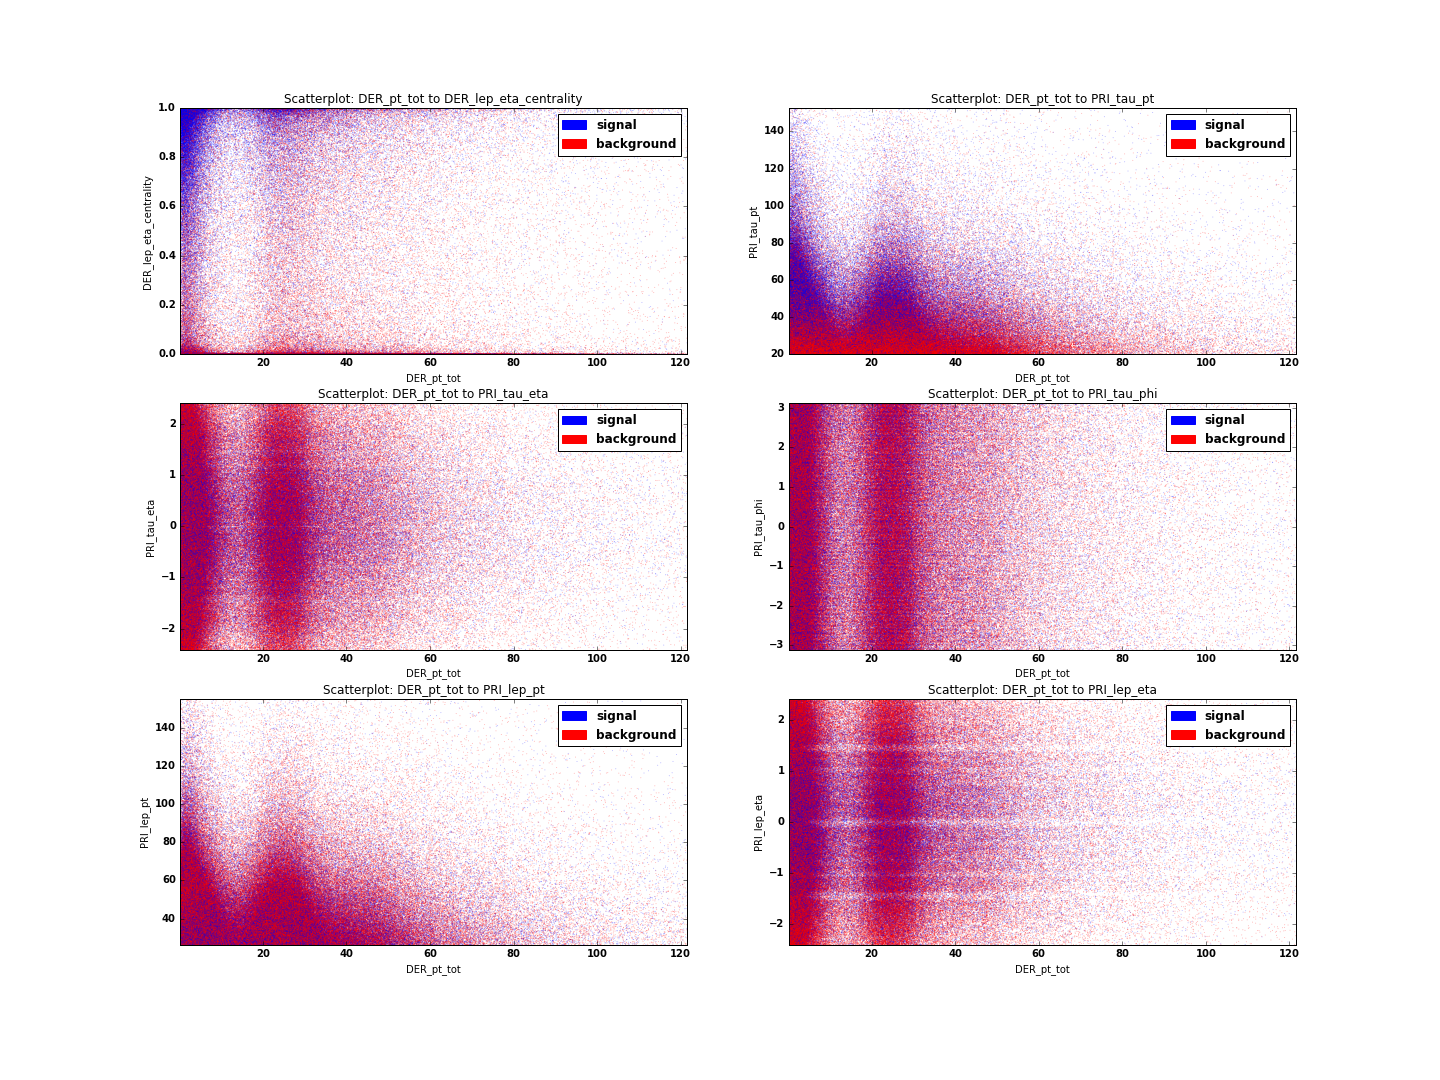 Scatterplot: DER_pt_tot to DER_lep_eta_centrality
1.0
0.8
0.6
0.4
0.2
0.0
DER_lep_eta_centrality
signal
background
20 40 60 80 100 120
DER_pt_tot
Scatterplot: DER_pt_tot to PRI_tau_pt
140
120
100
80
60
40
20
PRI_tau_pt
signal
background
20 40 60 80 100 120
DER_pt_tot
Scatterplot: DER_pt_tot to PRI_tau_eta
2
1
0
−1
−2
PRI_tau_eta
signal
background
20 40 60 80 100 120
DER_pt_tot
Scatterplot: DER_pt_tot to PRI_tau_phi
3
2
1
0
−1
−2
−3
PRI_tau_phi
signal
background
20 40 60 80 100 120
DER_pt_tot
Scatterplot: DER_pt_tot to PRI_lep_pt
140
120
100
80
60
40
PRI_lep_pt
signal
background
20 40 60 80 100 120
DER_pt_tot
Scatterplot: DER_pt_tot to PRI_lep_eta
2
1
0
−1
−2
PRI_lep_eta
signal
background
20 40 60 80 100 120
DER_pt_tot